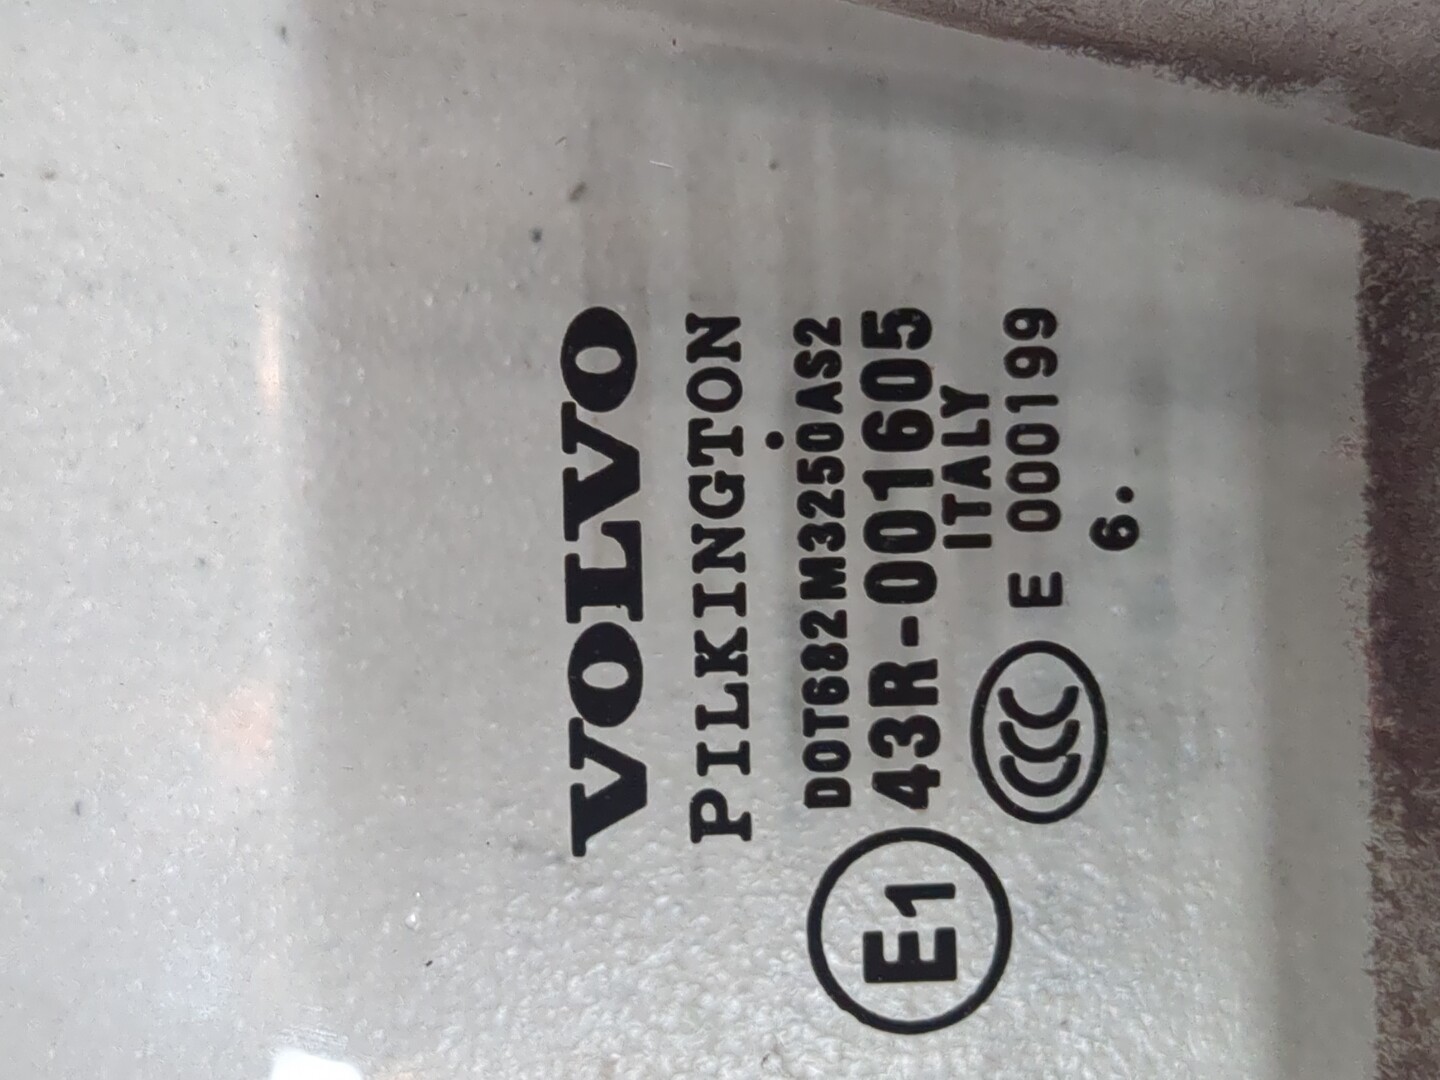 VOLVO
PILKINGTON
DOT682M3250AS2
E1 43R-001605
ITALY
CCC E 000199
6.